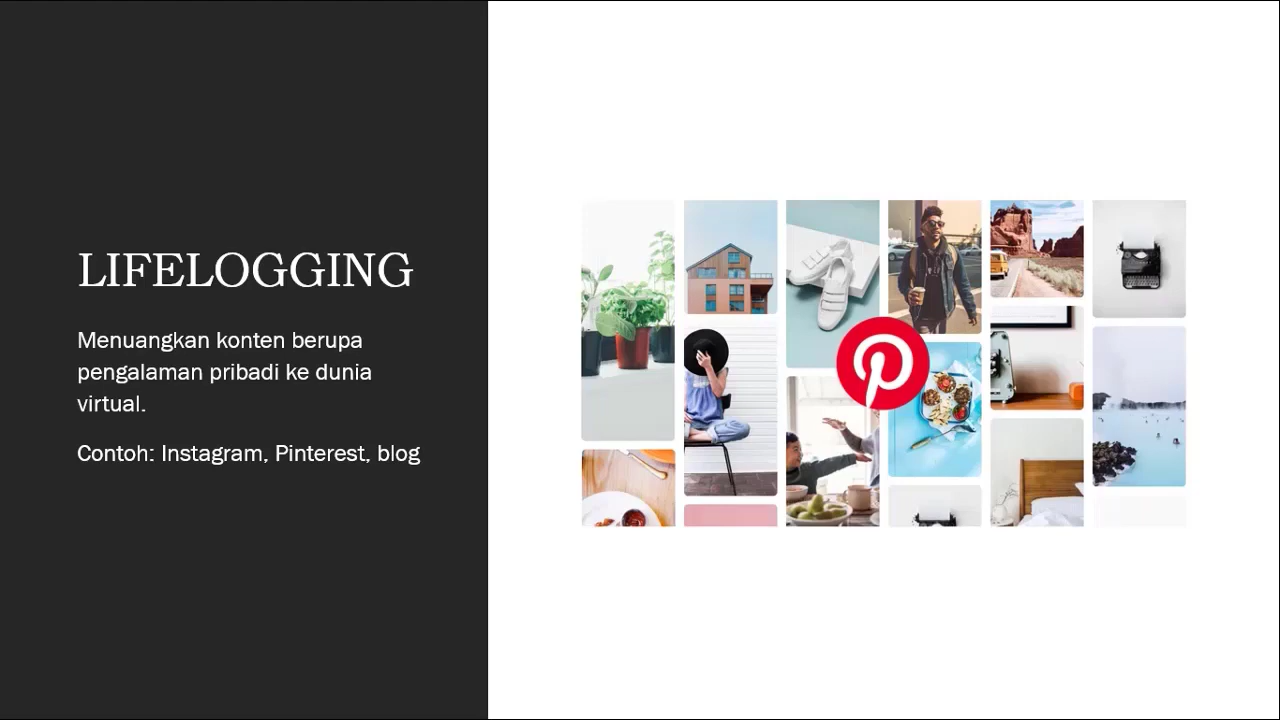 LIFELOGGING
Menuangkan konten berupa
pengalaman pribadi ke dunia
virtual.
Contoh: Instagram, Pinterest, blog